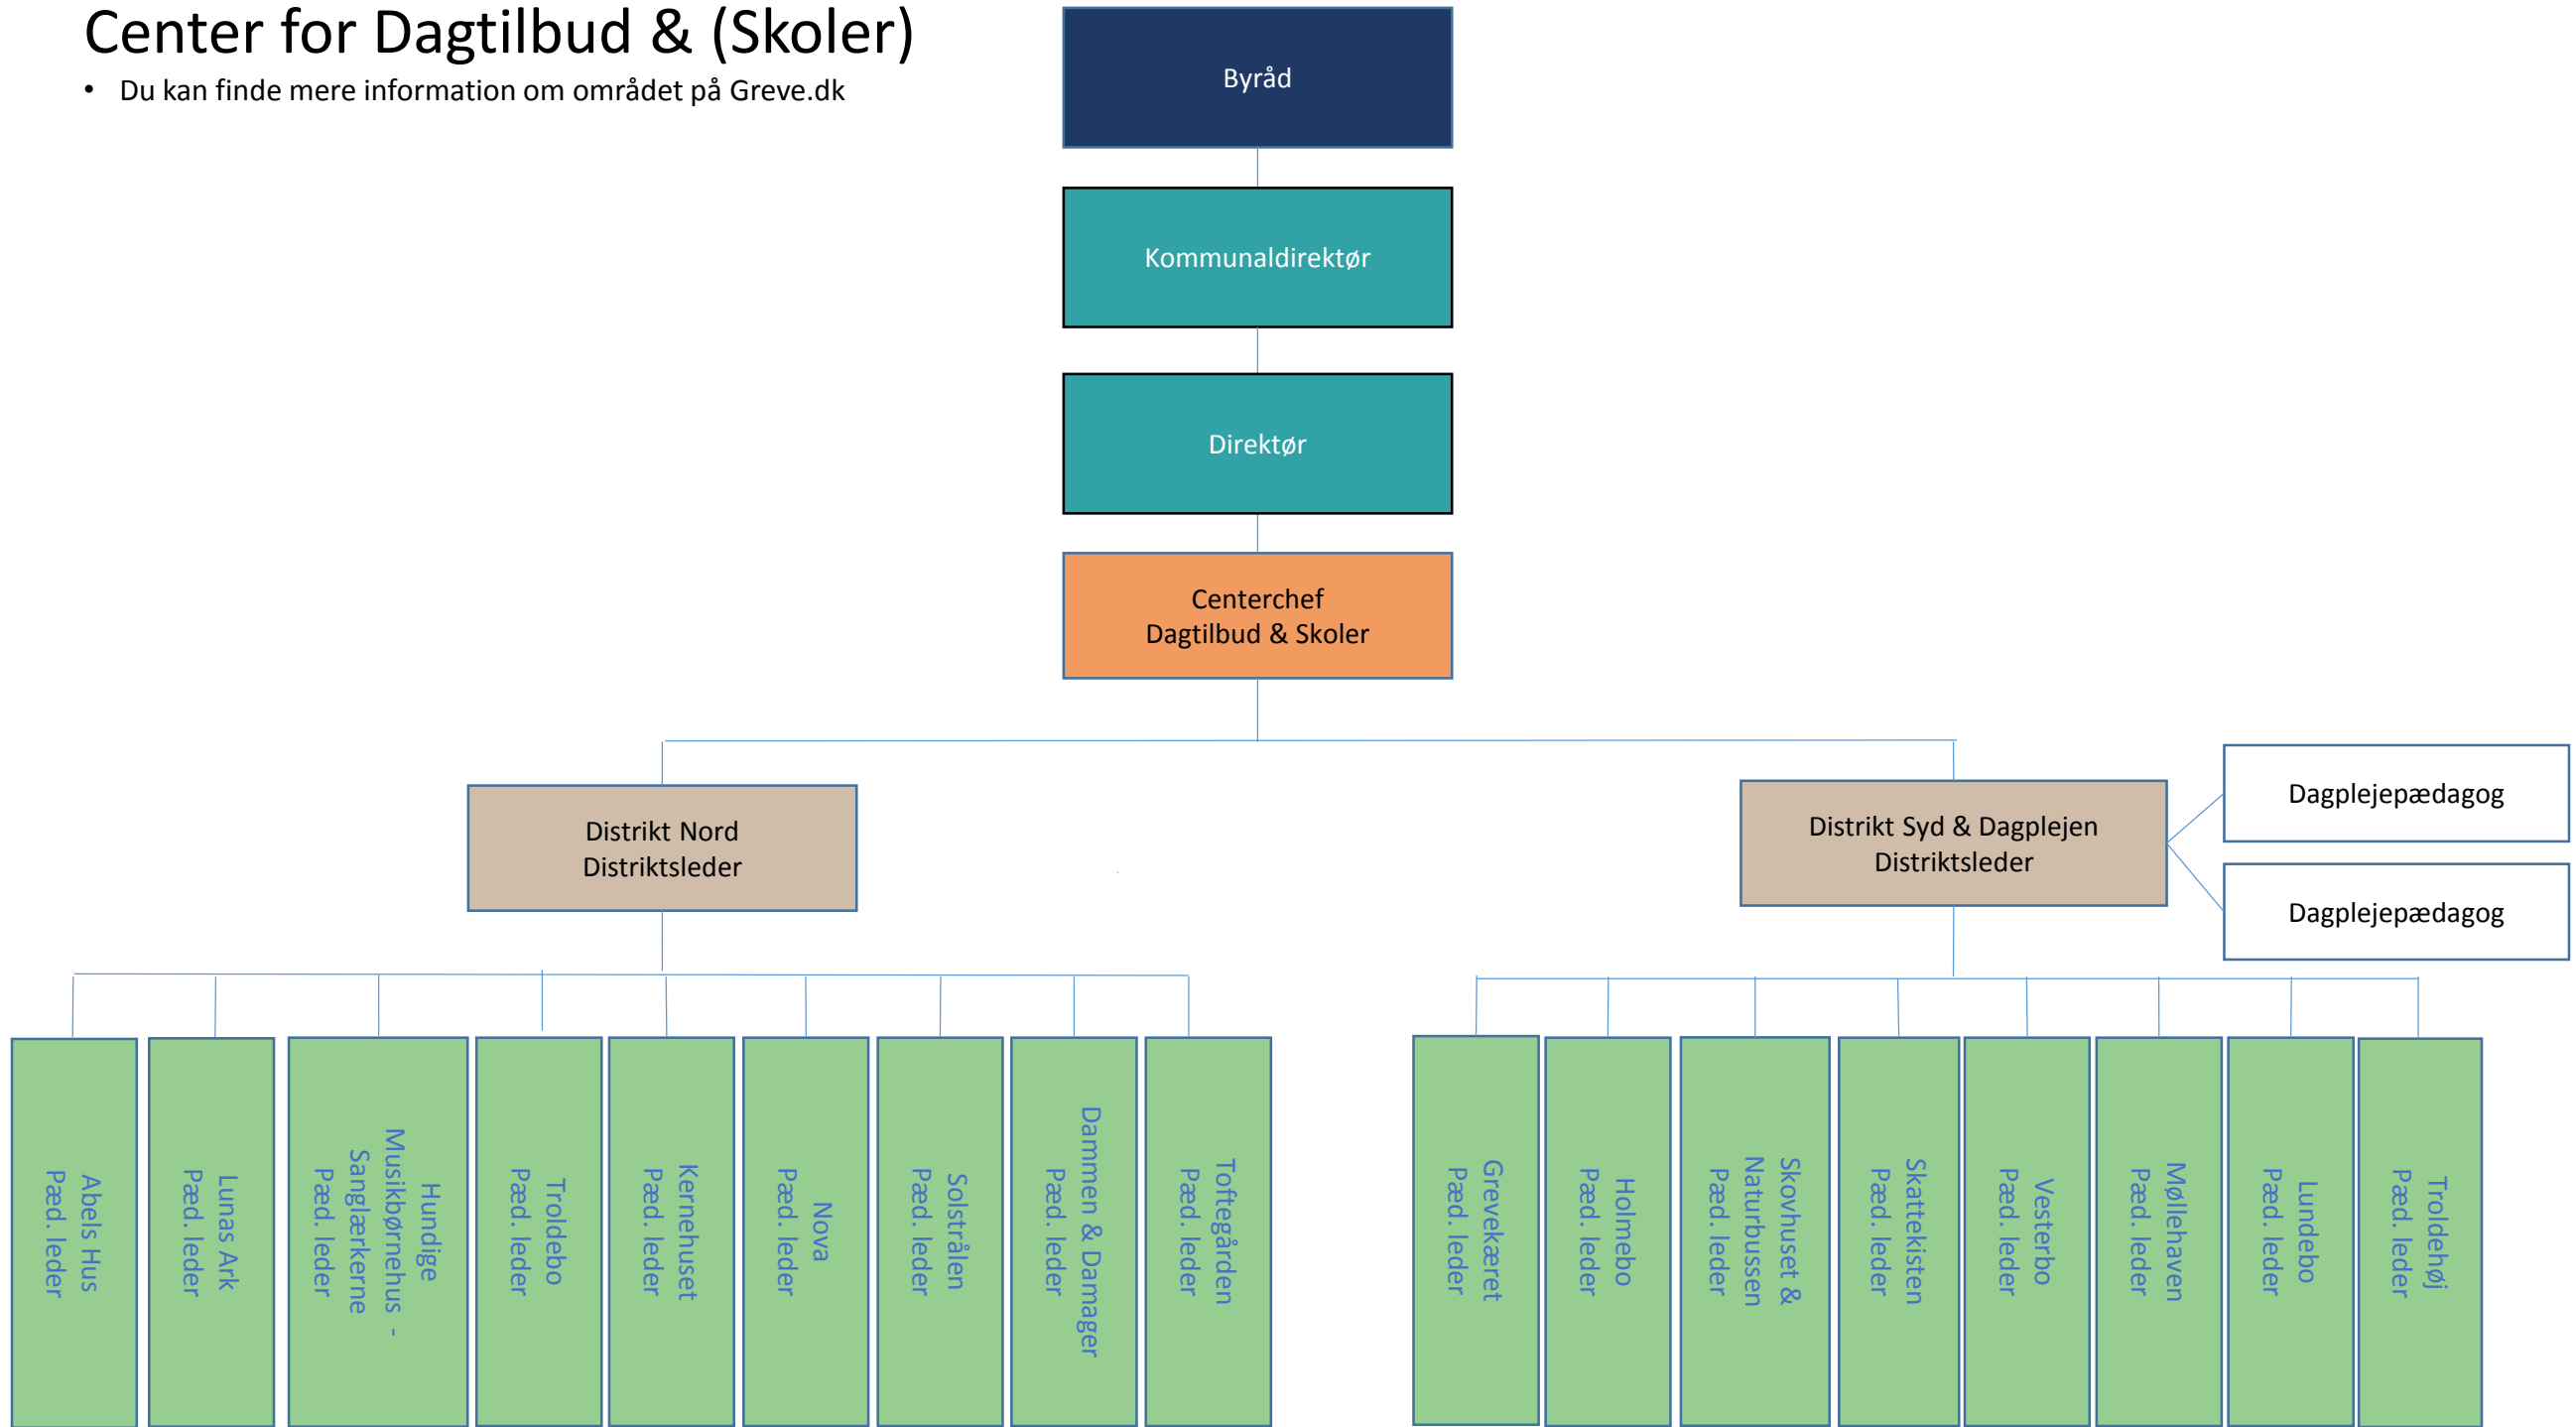 Center for Dagtilbud & (Skoler)
• Du kan finde mere information om området på Greve.dk
Byråd
Kommunaldirektør
Direktør
Centerchef
Dagtilbud & Skoler
Distrikt Nord
Distriktsleder
Distrikt Syd & Dagplejen
Distriktsleder
Dagplejepædagog
Dagplejepædagog
Abels Hus
Pæd. leder
Lunas Ark
Pæd. leder
Hundige
Musikbørnehus -
Sanglærkerne
Pæd. leder
Troldebo
Pæd. leder
Kernehuset
Pæd. leder
Nova
Pæd. leder
Solstrålen
Pæd. leder
Dammen & Damager
Pæd. leder
Toftegården
Pæd. leder
Grevekæret
Pæd. leder
Holmebo
Pæd. leder
Skovhuset &
Naturbussen
Pæd. leder
Skattekisten
Pæd. leder
Vesterbo
Pæd. leder
Møllehaven
Pæd. leder
Lundebo
Pæd. leder
Troldehøj
Pæd. leder